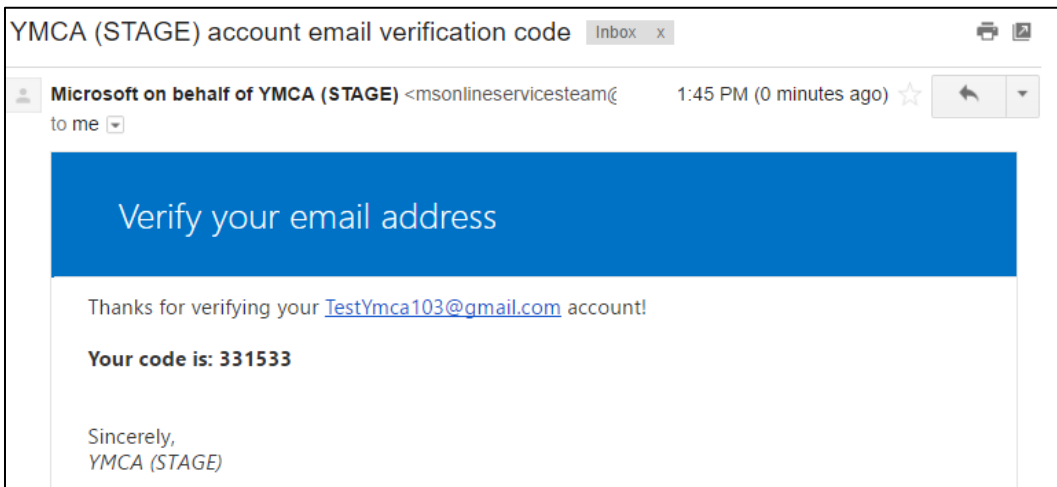 YMCA (STAGE) account email verification code Inbox x
Microsoft on behalf of YMCA (STAGE) <msonlineservicesteam@ 1:45 PM (0 minutes ago)
to me
Verify your email address
Thanks for verifying your TestYmca103@gmail.com account!
Your code is: 331533
Sincerely,
YMCA (STAGE)